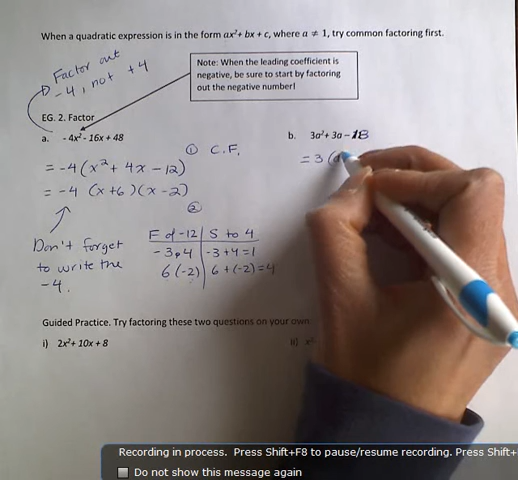 When a quadratic expression is in the form ax²+ bx + c, where a ≠ 1, try common factoring first.
Factor out
-4, not +4
Note: When the leading coefficient is
negative, be sure to start by factoring
out the negative number!
EG. 2. Factor
a. - 4x² - 16x + 48
① C.F.
= -4(x² + 4x - 12)
= -4 (x+6)(x-2)
②
Don't forget
to write the
-4.
F of -12 | S to 4
-3, 4 | -3+4=1
6(-2) | 6+(-2)=4
b. 3a²+ 3a - 18
= 3 (
Guided Practice. Try factoring these two questions on your own.
i) 2x²+ 10x + 8
ii) x²-
Recording in process. Press Shift+F8 to pause/resume recording. Press Shift+
Do not show this message again